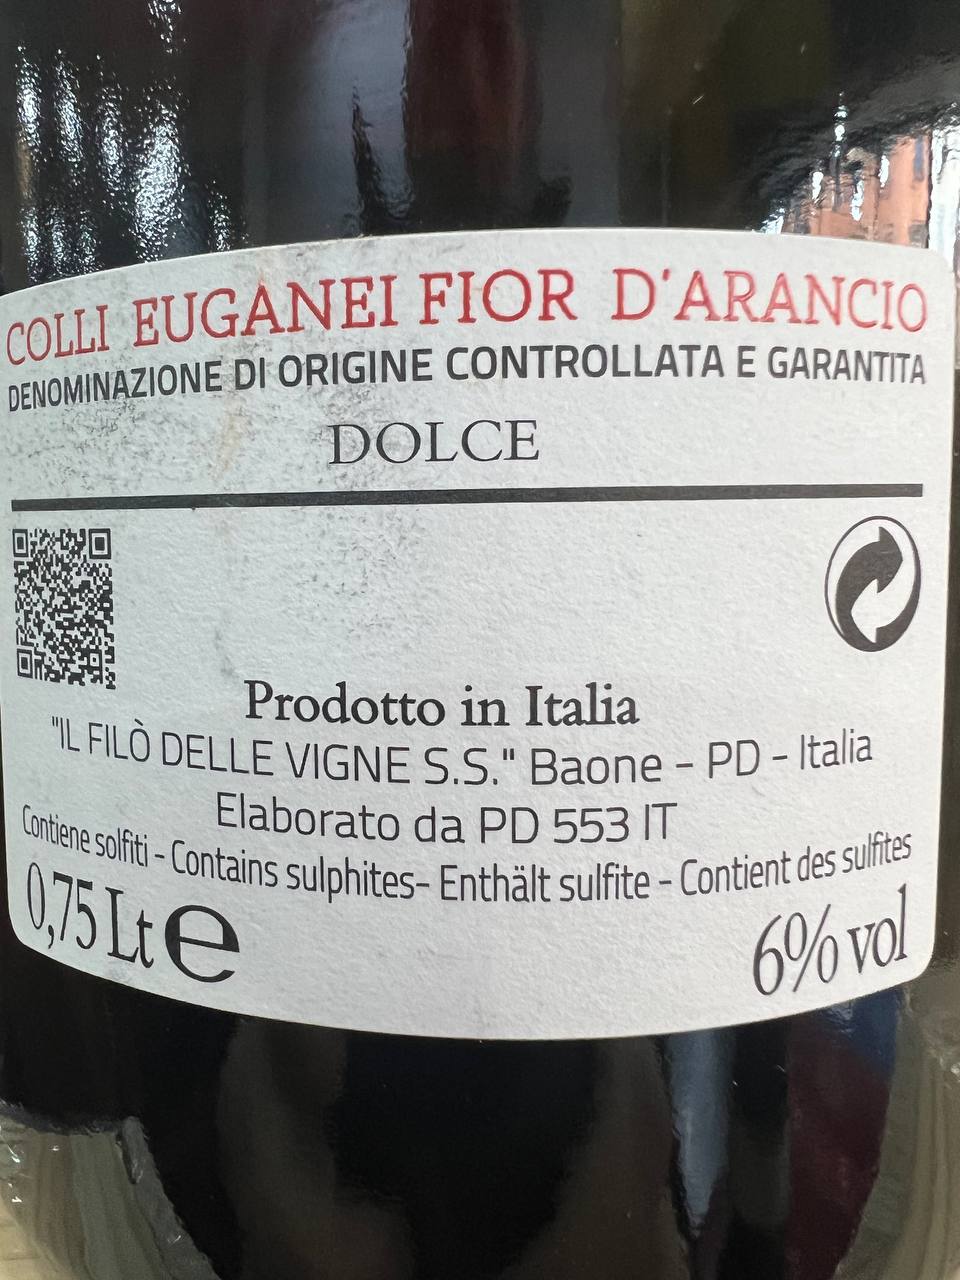 COLLI EUGANEI FIOR D'ARANCIO
DENOMINAZIONE DI ORIGINE CONTROLLATA E GARANTITA
DOLCE
Prodotto in Italia
"IL FILÒ DELLE VIGNE S.S." Baone - PD - Italia
Elaborato da PD 553 IT
Contiene solfiti - Contains sulphites- Enthält sulfite - Contient des sulfites
0,75 Lt e
6% vol